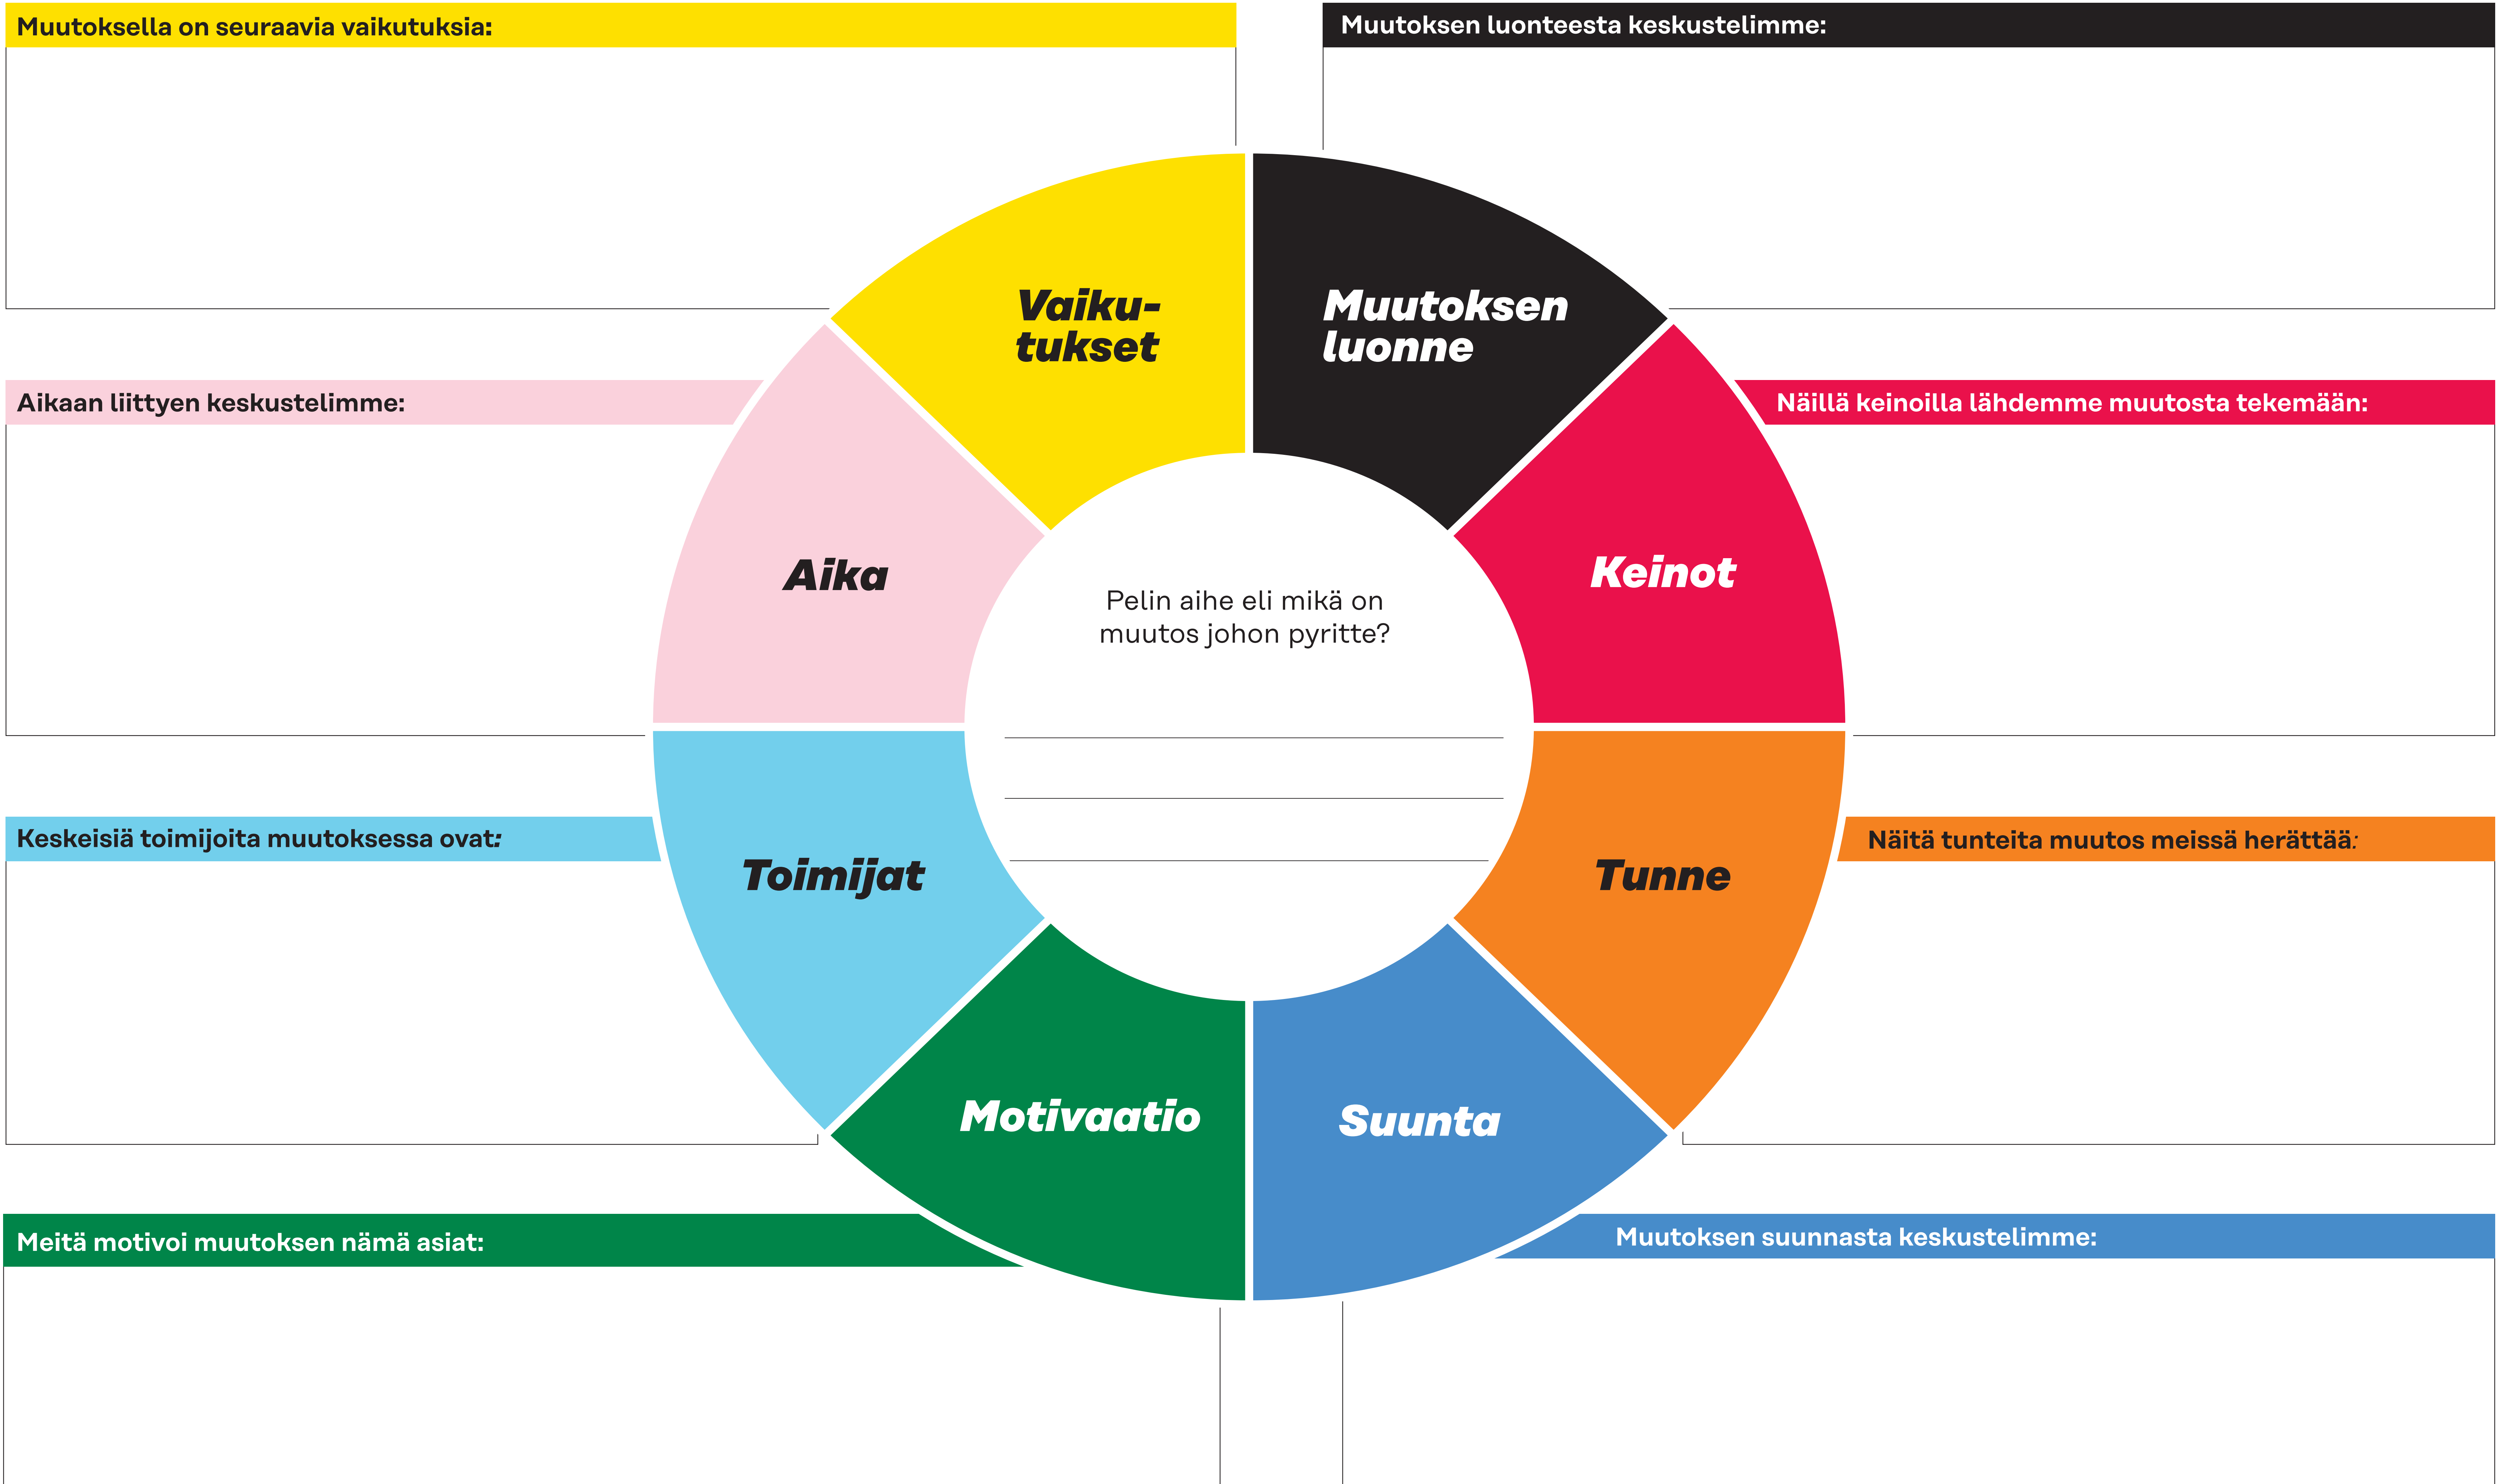 Muutoksella on seuraavia vaikutuksia:
Muutoksen luonteesta keskustelimme:
Vaiku-
tukset
Muutoksen
luonne
Aikaan liittyen keskustelimme:
Näillä keinoilla lähdemme muutosta tekemään:
Aika
Keinot
Pelin aihe eli mikä on
muutos johon pyritte?
Keskeisiä toimijoita muutoksessa ovat:
Näitä tunteita muutos meissä herättää:
Toimijat
Tunne
Motivaatio
Suunta
Meitä motivoi muutoksen nämä asiat:
Muutoksen suunnasta keskustelimme: